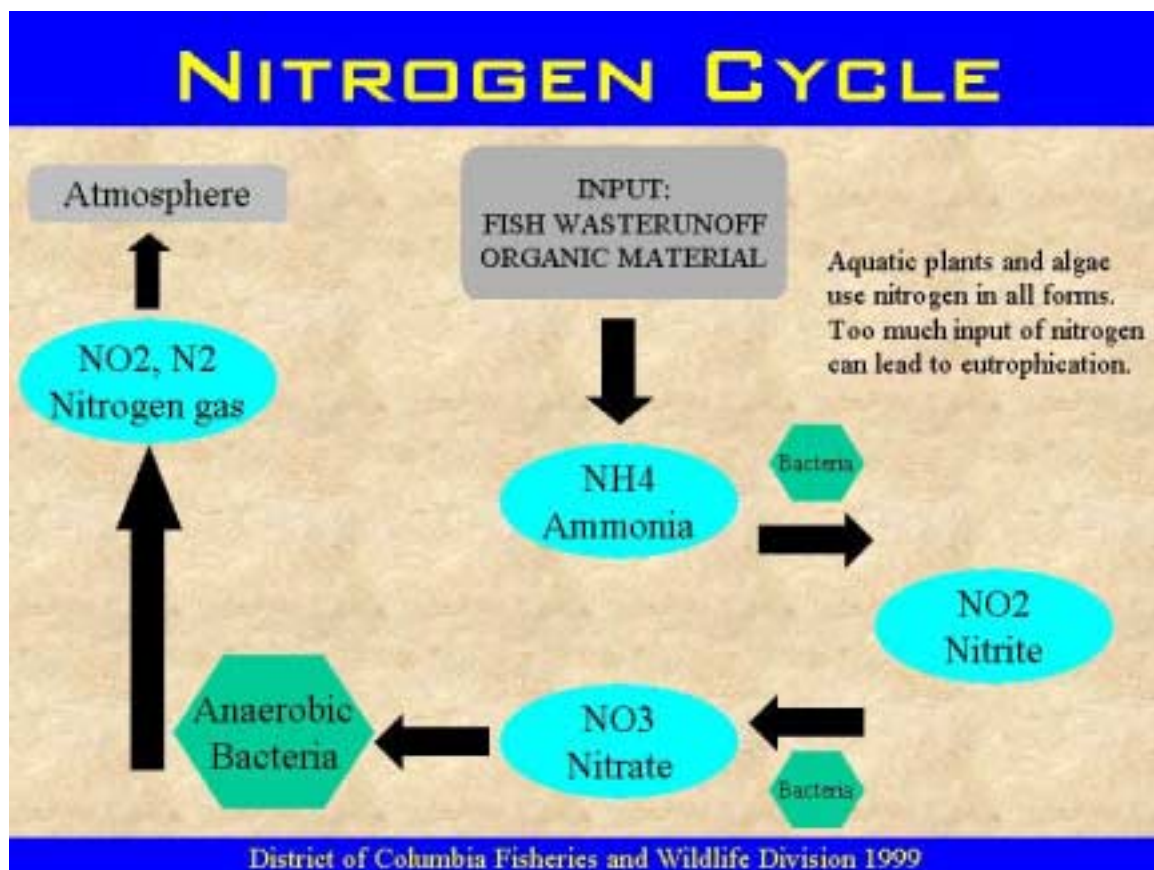 NITROGEN CYCLE
Atmosphere
INPUT:
FISH WASTERUNOFF
ORGANIC MATERIAL
Aquatic plants and algae
use nitrogen in all forms.
Too much input of nitrogen
can lead to eutrophication.
NO2, N2
Nitrogen gas
NH4
Ammonia
Bacteria
NO2
Nitrite
Anaerobic
Bacteria
NO3
Nitrate
Bacteria
District of Columbia Fisheries and Wildlife Division 1999